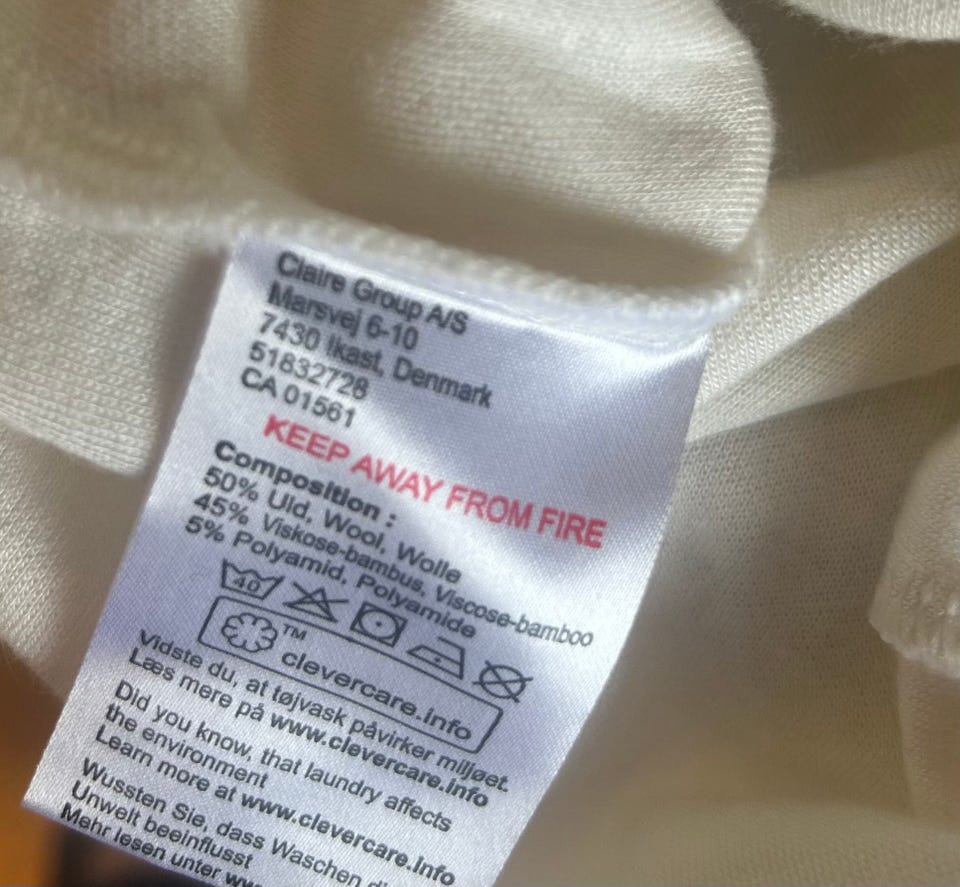 Claire Group A/S
Marsvej 6-10
7430 Ikast, Denmark
51832728
CA 01561
KEEP AWAY FROM FIRE
Composition :
50% Uld, Wool, Wolle
45% Viskose-bambus, Viscose-bamboo
5% Polyamid, Polyamide
40
™ clevercare.info
Vidste du, at tøjvask påvirker miljøet.
Læs mere på www.clevercare.info
Did you know, that laundry affects
the environment
Learn more at www.clevercare.info
Wussten Sie, dass Waschen
Unwelt beeinflusst
Mehr lesen unter